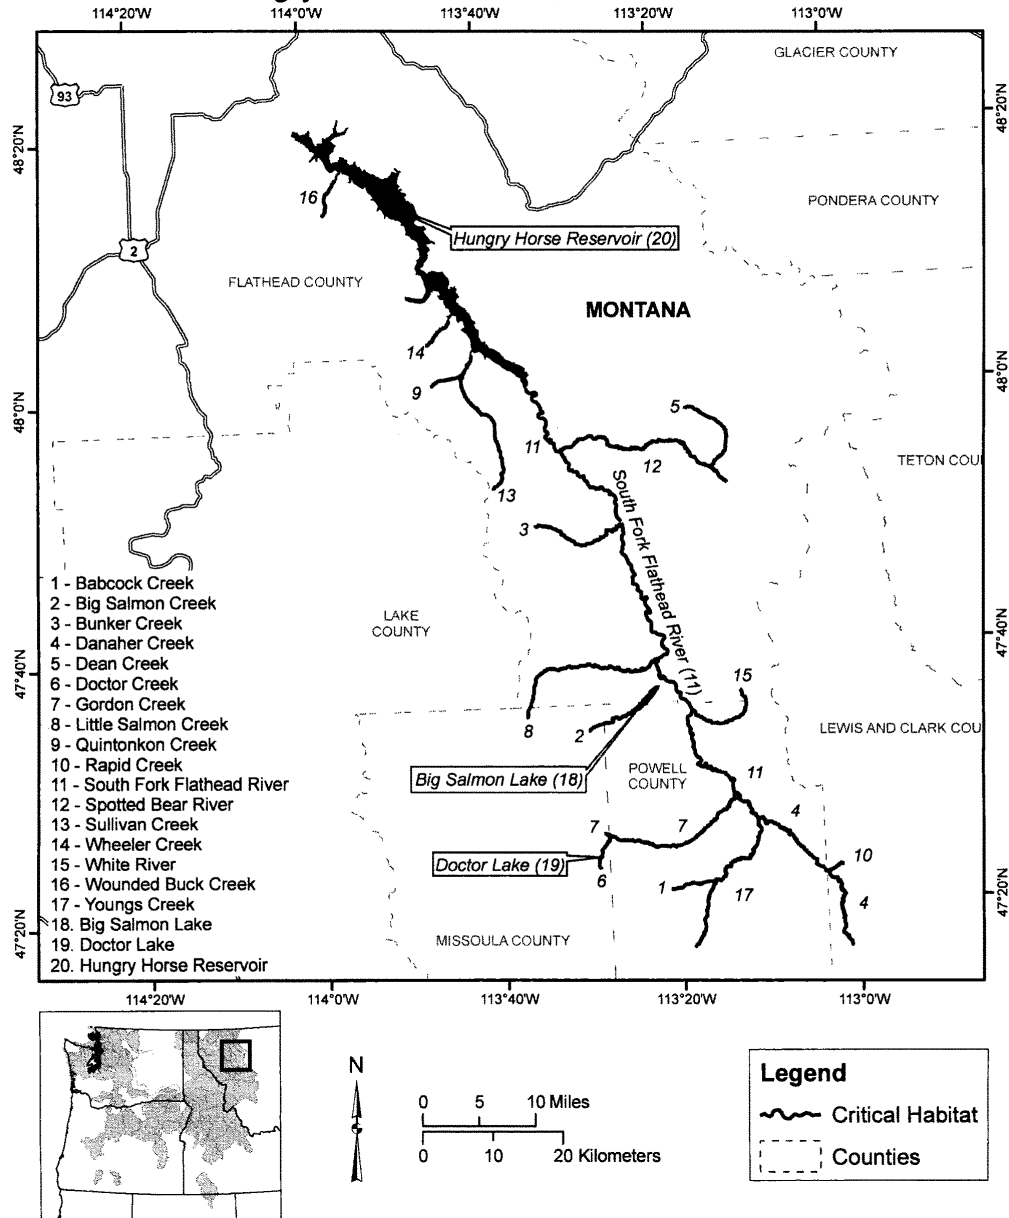 114°20'W 114°0'W 113°40'W 113°20'W 113°0'W
GLACIER COUNTY
93
48°20'N
48°20'N
16
PONDERA COUNTY
2
Hungry Horse Reservoir (20)
FLATHEAD COUNTY
MONTANA
14
48°0'N
9
5
48°0'N
11
12
TETON COU
13
South Fork Flathead River (11)
3
1 - Babcock Creek
2 - Big Salmon Creek
3 - Bunker Creek
4 - Danaher Creek
5 - Dean Creek
6 - Doctor Creek
7 - Gordon Creek
8 - Little Salmon Creek
9 - Quintonkon Creek
10 - Rapid Creek
11 - South Fork Flathead River
12 - Spotted Bear River
13 - Sullivan Creek
14 - Wheeler Creek
15 - White River
16 - Wounded Buck Creek
17 - Youngs Creek
18. Big Salmon Lake
19. Doctor Lake
20. Hungry Horse Reservoir
LAKE
COUNTY
47°40'N
47°40'N
15
8
2
LEWIS AND CLARK COU
Big Salmon Lake (18)
POWELL
COUNTY
11
4
7
7
10
Doctor Lake (19)
6
1
17
4
47°20'N
47°20'N
MISSOULA COUNTY
114°20'W 114°0'W 113°40'W 113°20'W 113°0'W
N
0 5 10 Miles
0 10 20 Kilometers
Legend
Critical Habitat
Counties